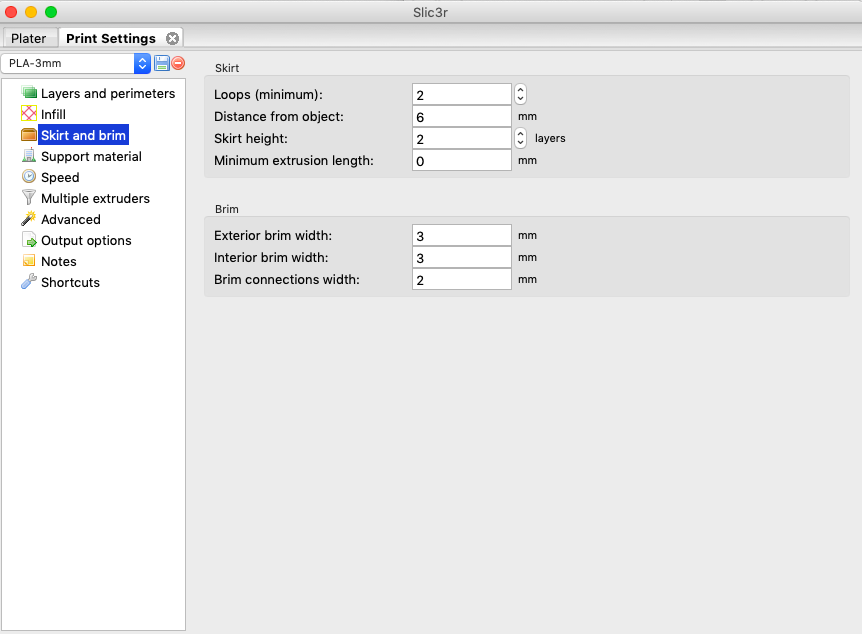 Slic3r
Plater Print Settings
PLA-3mm
Layers and perimeters
Infill
Skirt and brim
Support material
Speed
Multiple extruders
Advanced
Output options
Notes
Shortcuts
Skirt
Loops (minimum): 2
Distance from object: 6 mm
Skirt height: 2 layers
Minimum extrusion length: 0 mm
Brim
Exterior brim width: 3 mm
Interior brim width: 3 mm
Brim connections width: 2 mm